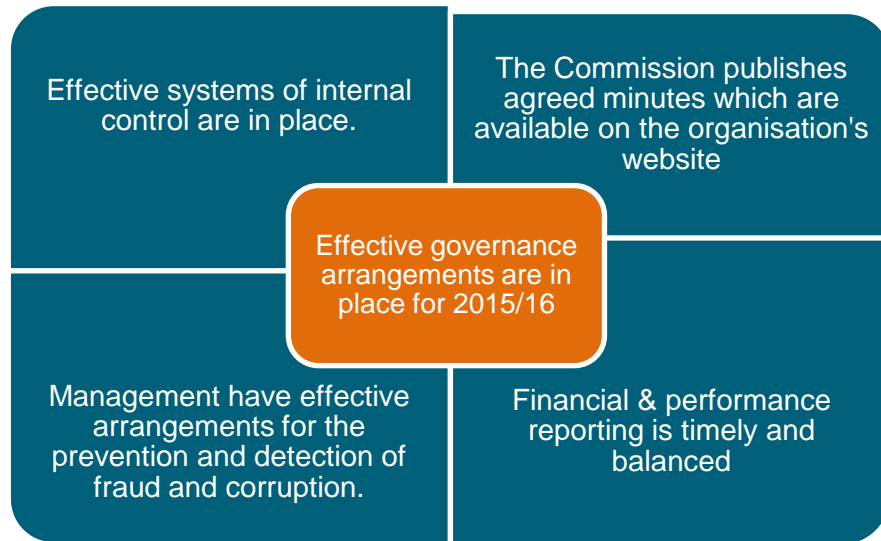 Effective systems of internal
control are in place.
The Commission publishes
agreed minutes which are
available on the organisation's
website
Effective governance
arrangements are in
place for 2015/16
Management have effective
arrangements for the
prevention and detection of
fraud and corruption.
Financial & performance
reporting is timely and
balanced